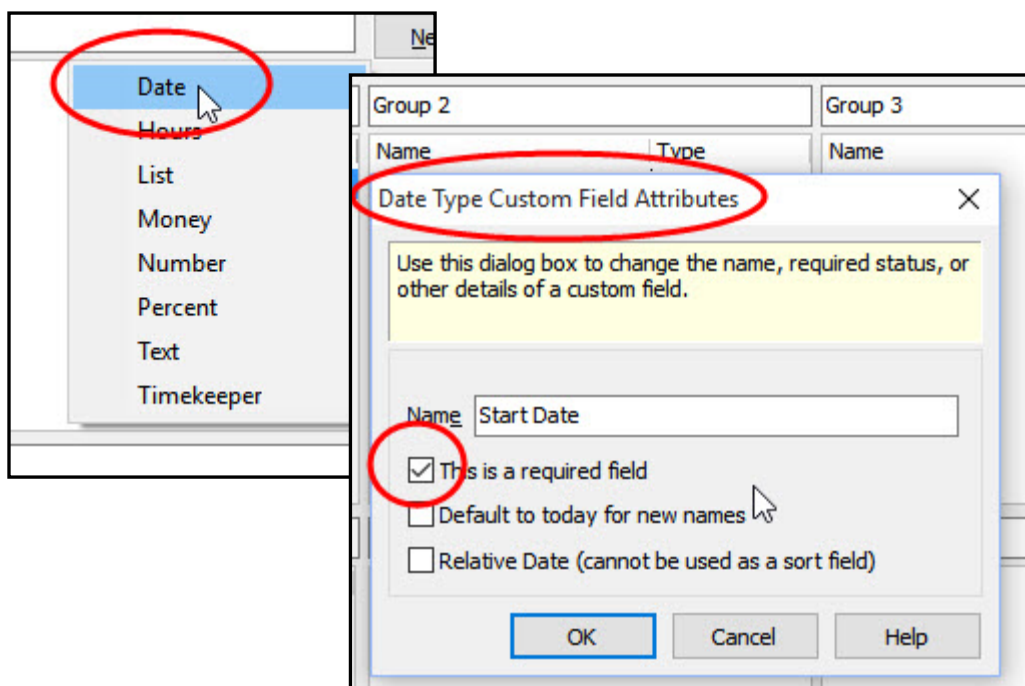 Ne
Date
Hours
List
Money
Number
Percent
Text
Timekeeper
Group 2
Group 3
Name
Type
Name
Date Type Custom Field Attributes
Use this dialog box to change the name, required status, or
other details of a custom field.
Name Start Date
This is a required field
Default to today for new names
Relative Date (cannot be used as a sort field)
OK Cancel Help